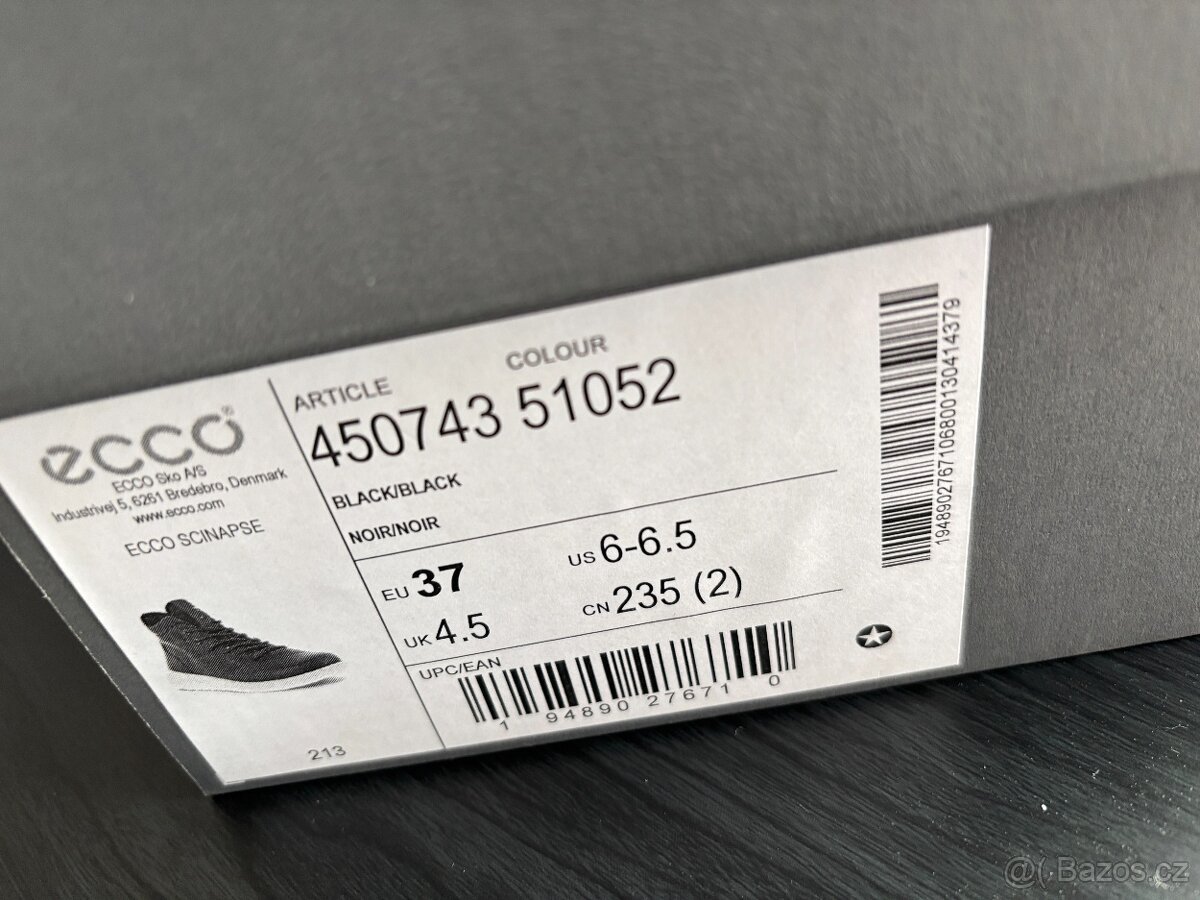 ecco®
ECCO Sko A/S
Industrivej 5, 6261 Bredebro, Denmark
www.ecco.com
ECCO SCINAPSE
213
ARTICLE COLOUR
450743 51052
BLACK/BLACK
NOIR/NOIR
EU 37 US 6-6.5
UK 4.5 CN 235 (2)
UPC/EAN
1 94890 27671 0
19489027671068001304143​79
@( Bazos.cz